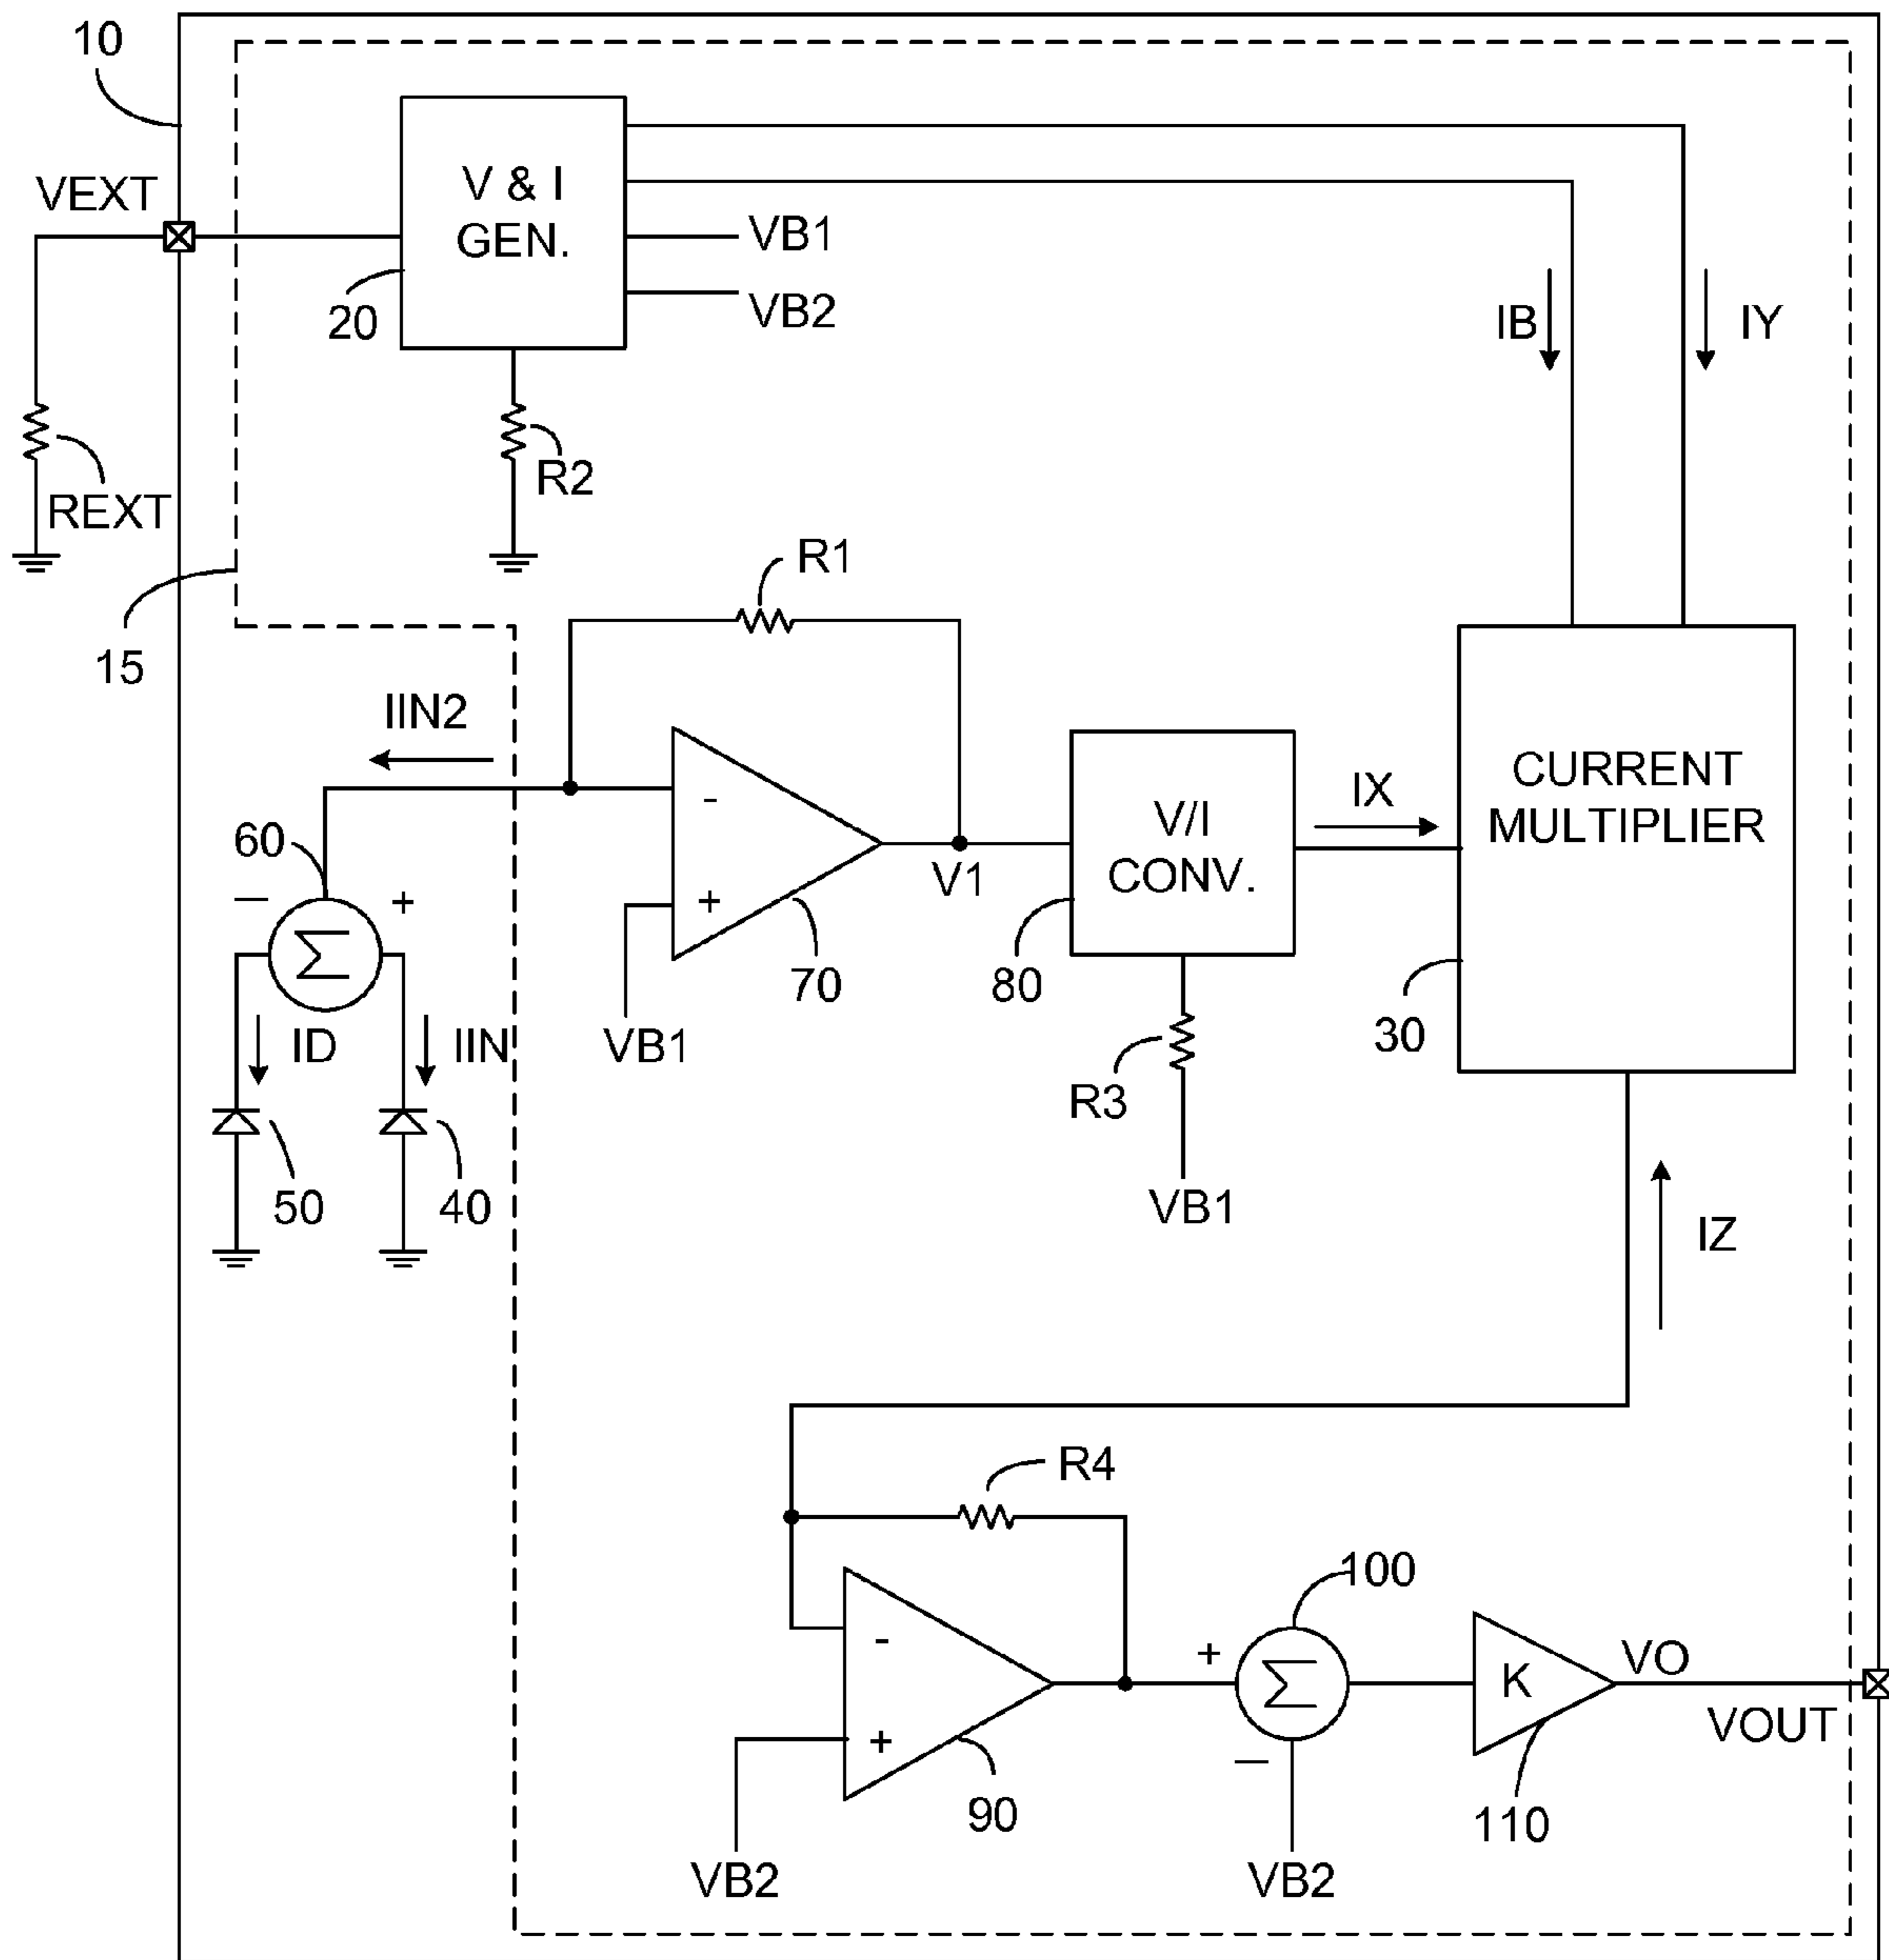 10
VEXT
V & I
GEN.
VB1
VB2
20
IB
IY
R2
REXT
R1
15
IIN2
60
-
V/I
CONV.
IX
CURRENT
MULTIPLIER
V1
—
+
Σ
+
70
80
30
ID
IIN
VB1
R3
50
40
VB1
IZ
R4
100
-
+
Σ
K
VO
VOUT
+
—
90
110
VB2
VB2